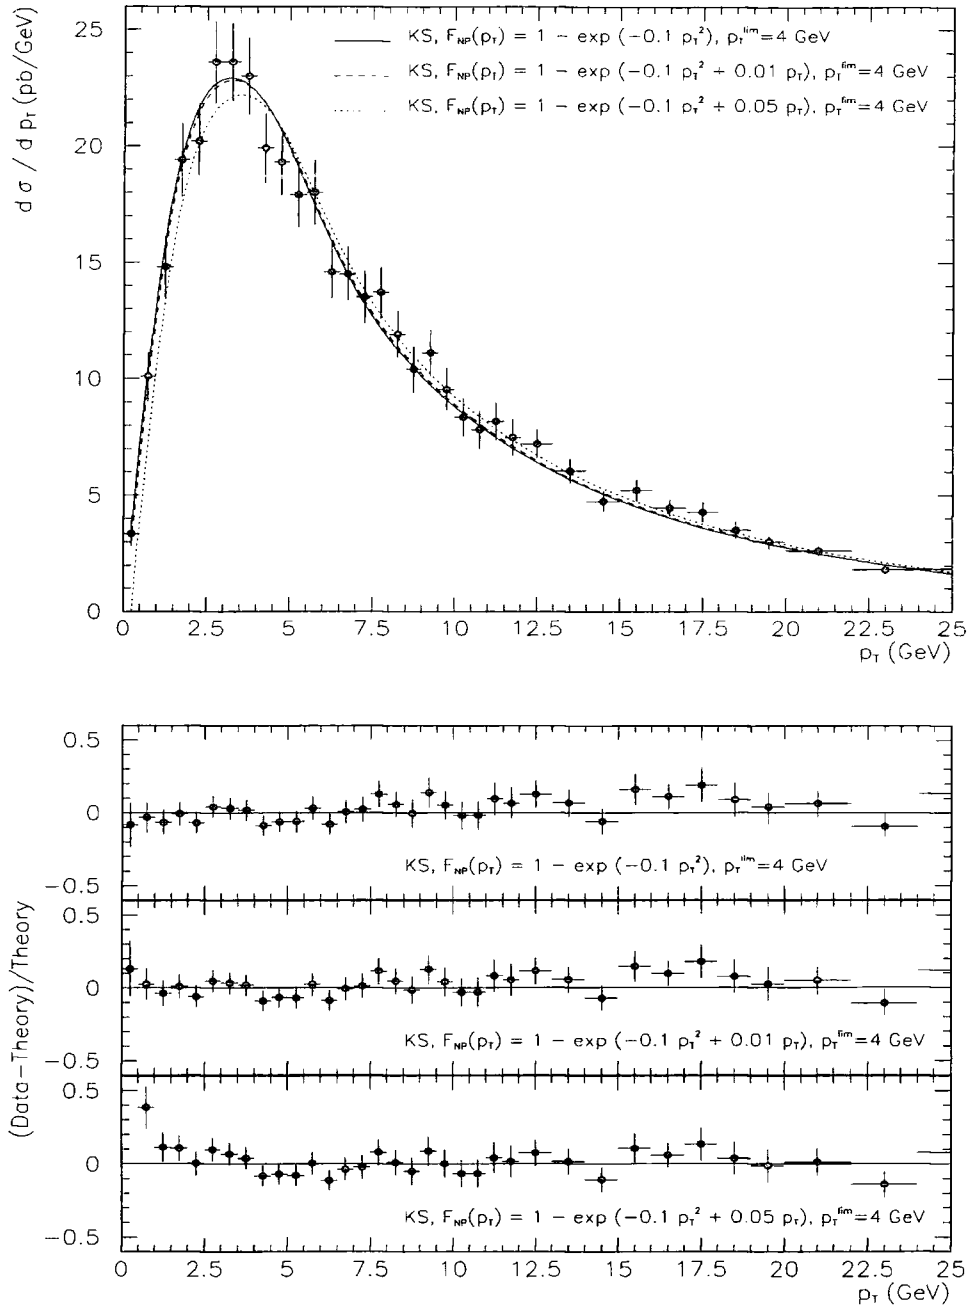 KS, F_NP(p_T) = 1 − exp (−0.1 p_T²), p_T^lim=4 GeV
KS, F_NP(p_T) = 1 − exp (−0.1 p_T² + 0.01 p_T), p_T^lim=4 GeV
KS, F_NP(p_T) = 1 − exp (−0.1 p_T² + 0.05 p_T), p_T^lim=4 GeV
d σ / d p_T (pb/GeV)
25
20
15
10
5
0
0 2.5 5 7.5 10 12.5 15 17.5 20 22.5 25
p_T (GeV)
(Data−Theory)/Theory
0.5
0
−0.5
KS, F_NP(p_T) = 1 − exp (−0.1 p_T²), p_T^lim=4 GeV
0.5
0
−0.5
KS, F_NP(p_T) = 1 − exp (−0.1 p_T² + 0.01 p_T), p_T^lim=4 GeV
0.5
0
−0.5
KS, F_NP(p_T) = 1 − exp (−0.1 p_T² + 0.05 p_T), p_T^lim=4 GeV
0 2.5 5 7.5 10 12.5 15 17.5 20 22.5 25
p_T (GeV)